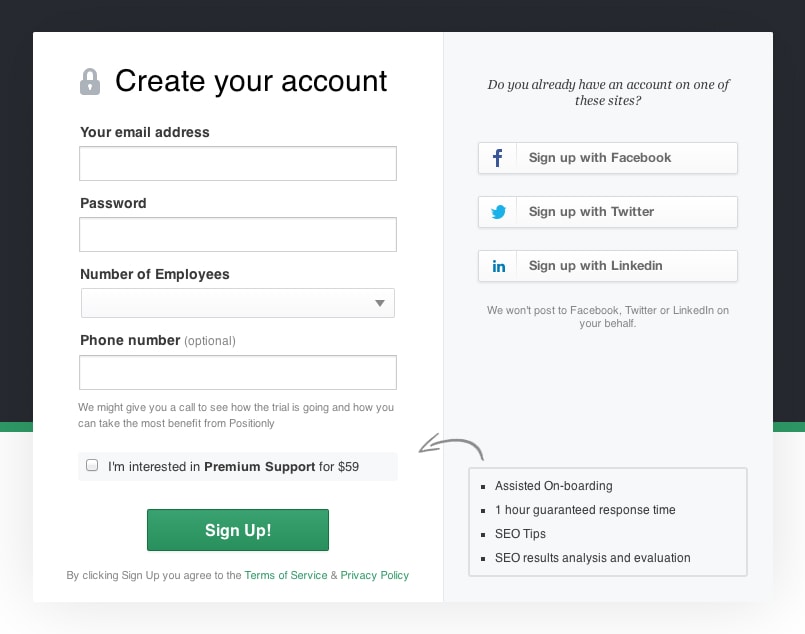 Create your account
Your email address
Password
Number of Employees
Phone number (optional)
We might give you a call to see how the trial is going and how you
can take the most benefit from Positionly
I'm interested in Premium Support for $59
Sign Up!
By clicking Sign Up you agree to the Terms of Service & Privacy Policy
Do you already have an account on one of
these sites?
f
Sign up with Facebook
Sign up with Twitter
in
Sign up with Linkedin
We won't post to Facebook, Twitter or LinkedIn on
your behalf.
Assisted On-boarding
1 hour guaranteed response time
SEO Tips
SEO results analysis and evaluation